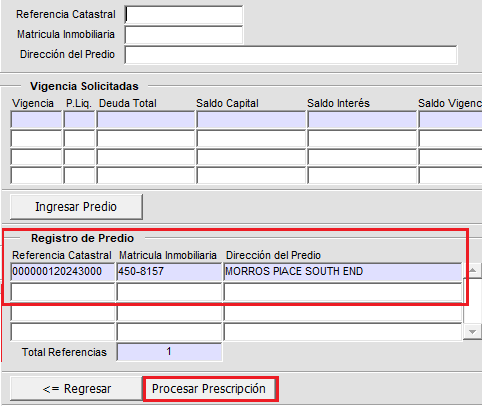 Referencia Catastral
Matricula Inmobiliaria
Dirección del Predio
Vigencia Solicitadas
Vigencia P.Liq. Deuda Total Saldo Capital Saldo Interés Saldo Vigenc
Ingresar Predio
Registro de Predio
Referencia Catastral Matricula Inmobiliaria Dirección del Predio
000000120243000 450-8157 MORROS PlACE SOUTH END
Total Referencias 1
<= Regresar Procesar Prescripción